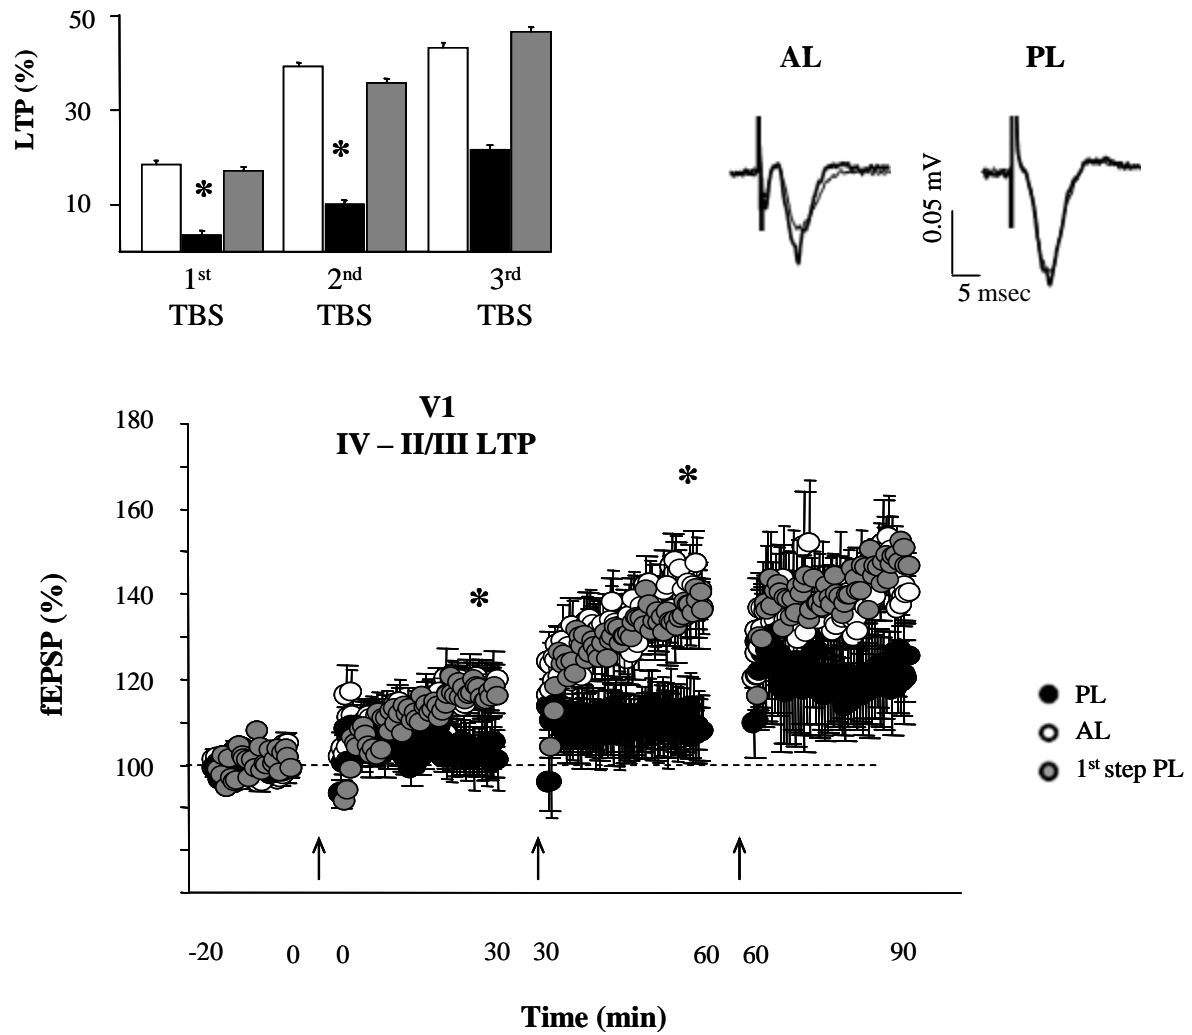 50
30
10
LTP (%)
1st
TBS
2nd
TBS
3rd
TBS
*
*
AL
PL
0.05 mV
5 msec
V1
IV – II/III LTP
180
160
140
120
100
fEPSP (%)
*
*
PL
AL
1st step PL
-20
0
0
30
30
60
60
90
Time (min)